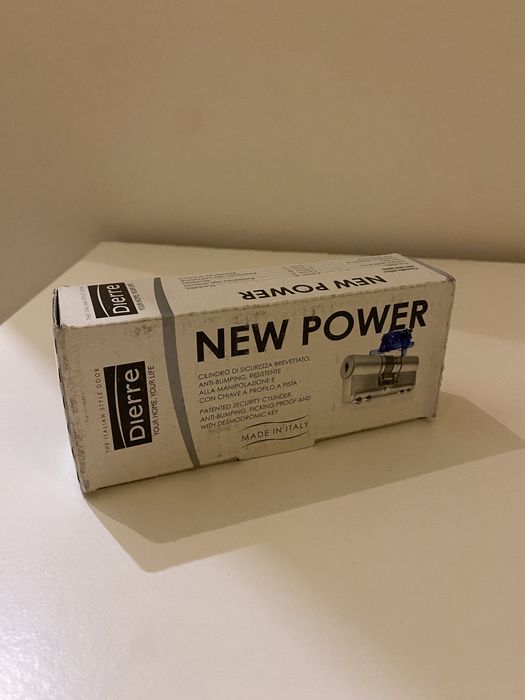 NEW POWER
THE ITALIAN STYLE DOOR
Dierre
YOUR HOME, YOUR LIFE
NEW POWER
CILINDRO DI SICUREZZA BREVETTATO,
ANTI-BUMPING, RESISTENTE
ALLA MANIPOLAZIONE E
CON CHIAVE A PROFILO A PISTA
PATENTED SECURITY CYLINDER,
ANTI-BUMPING, PICKING PROOF AND
WITH DESMODROMIC KEY
MADE IN ITALY
NEW POWER
Dierre